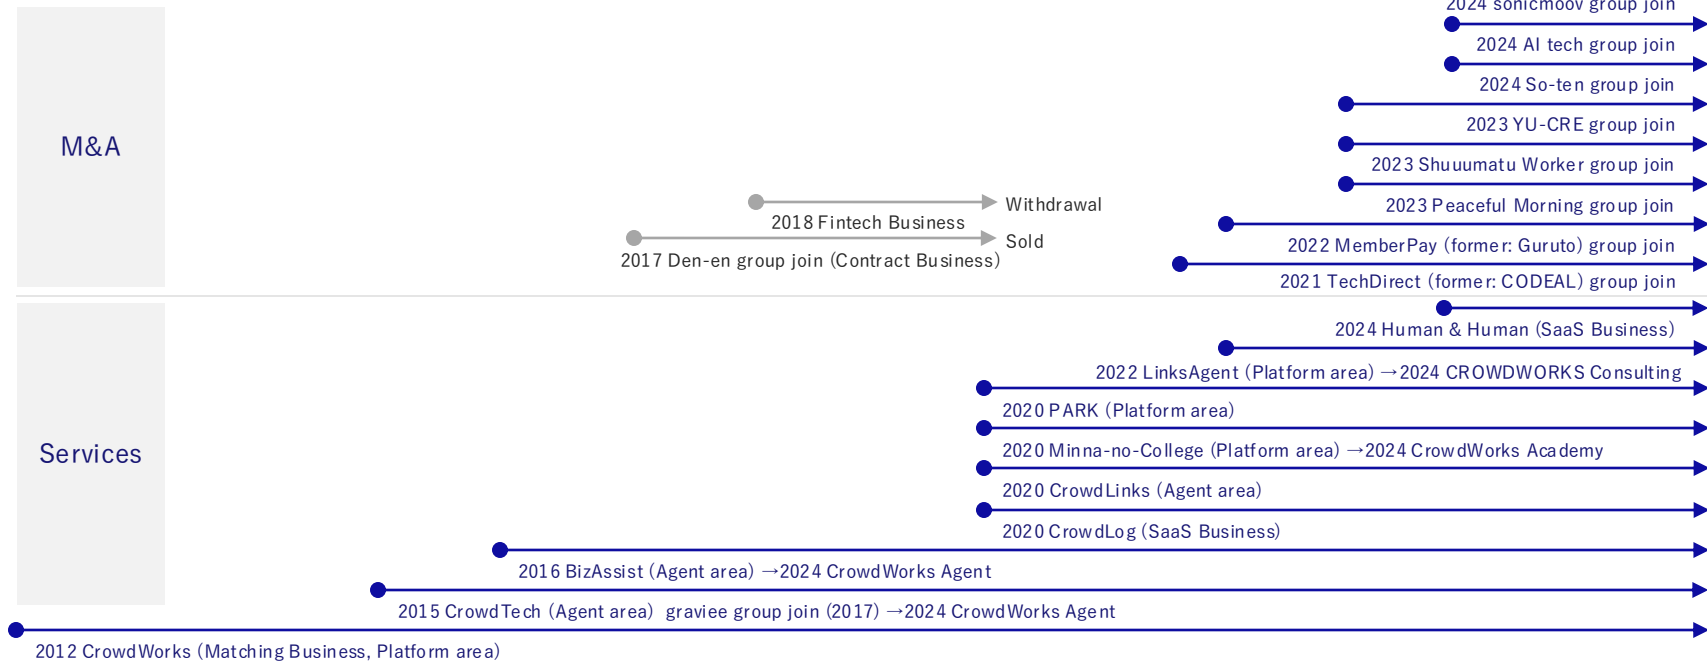 2024 sonicmoov group join
2024 AI tech group join
2024 So-ten group join
2023 YU-CRE group join
M&A
2023 Shuuumatu Worker group join
Withdrawal
2023 Peaceful Morning group join
2018 Fintech Business
Sold
2022 MemberPay (former: Guruto) group join
2017 Den-en group join (Contract Business)
2021 TechDirect (former: CODEAL) group join
2024 Human & Human (SaaS Business)
2022 LinksAgent (Platform area) →2024 CROWDWORKS Consulting
2020 PARK (Platform area)
Services
2020 Minna-no-College (Platform area) →2024 CrowdWorks Academy
2020 CrowdLinks (Agent area)
2020 CrowdLog (SaaS Business)
2016 BizAssist (Agent area) →2024 CrowdWorks Agent
2015 CrowdTech (Agent area) graviee group join (2017) →2024 CrowdWorks Agent
2012 CrowdWorks (Matching Business, Platform area)